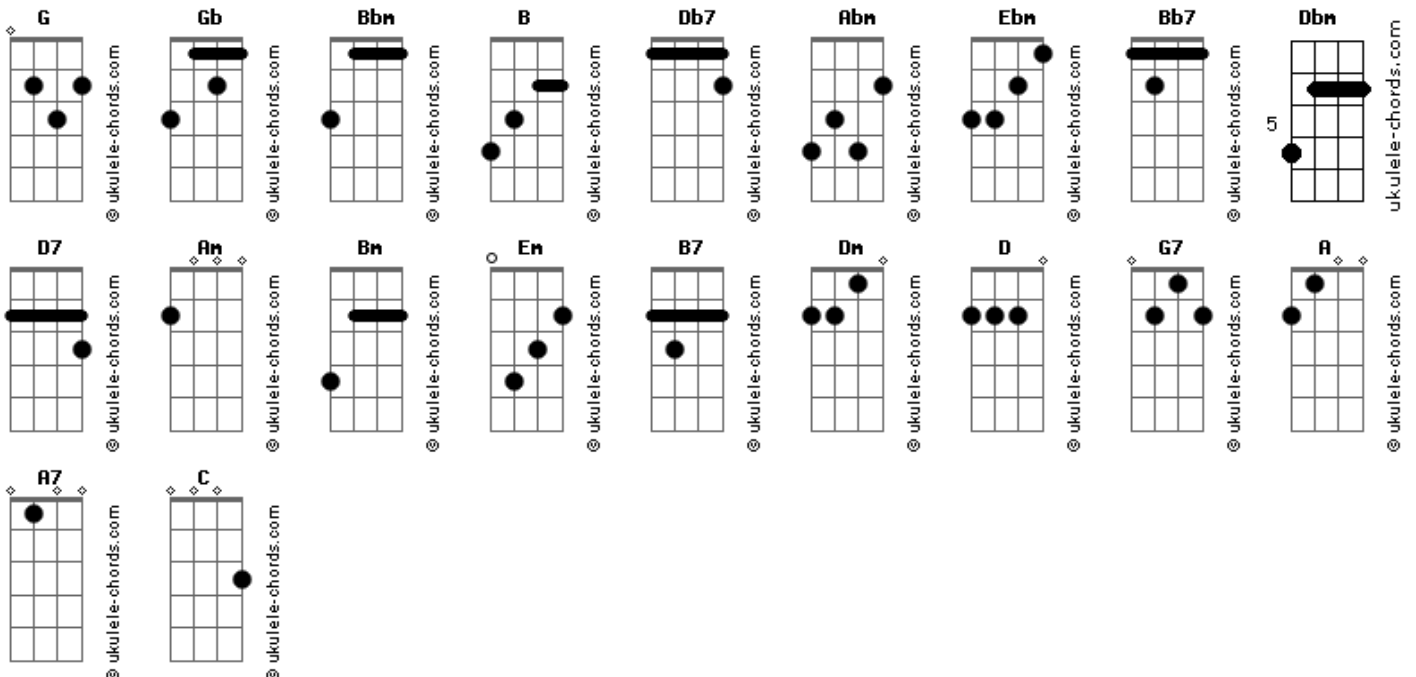 G Gb Bbm B Db7 Abm Ebm Bb7 Dbm
© ukulele-chords.com © ukulele-chords.com © ukulele-chords.com © ukulele-chords.com © ukulele-chords.com © ukulele-chords.com © ukulele-chords.com © ukulele-chords.com 5 ukulele-chords.com
D7 Am Bm Em B7 Dm D G7 A
© ukulele-chords.com © ukulele-chords.com © ukulele-chords.com © ukulele-chords.com © ukulele-chords.com © ukulele-chords.com © ukulele-chords.com © ukulele-chords.com © ukulele-chords.com
A7 C
© ukulele-chords.com © ukulele-chords.com